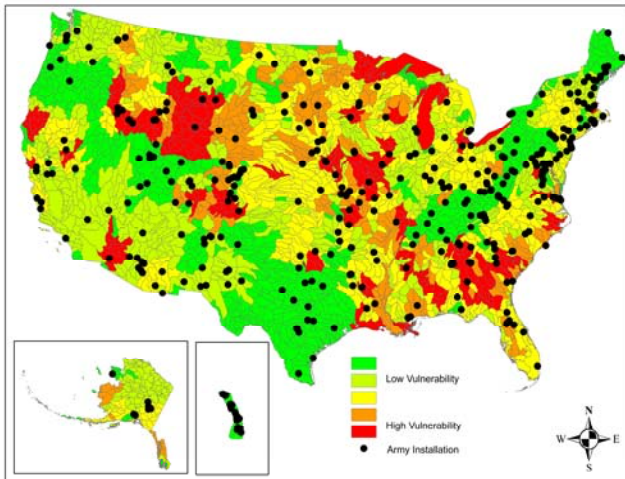 Low Vulnerability
High Vulnerability
Army Installation
N
W E
S